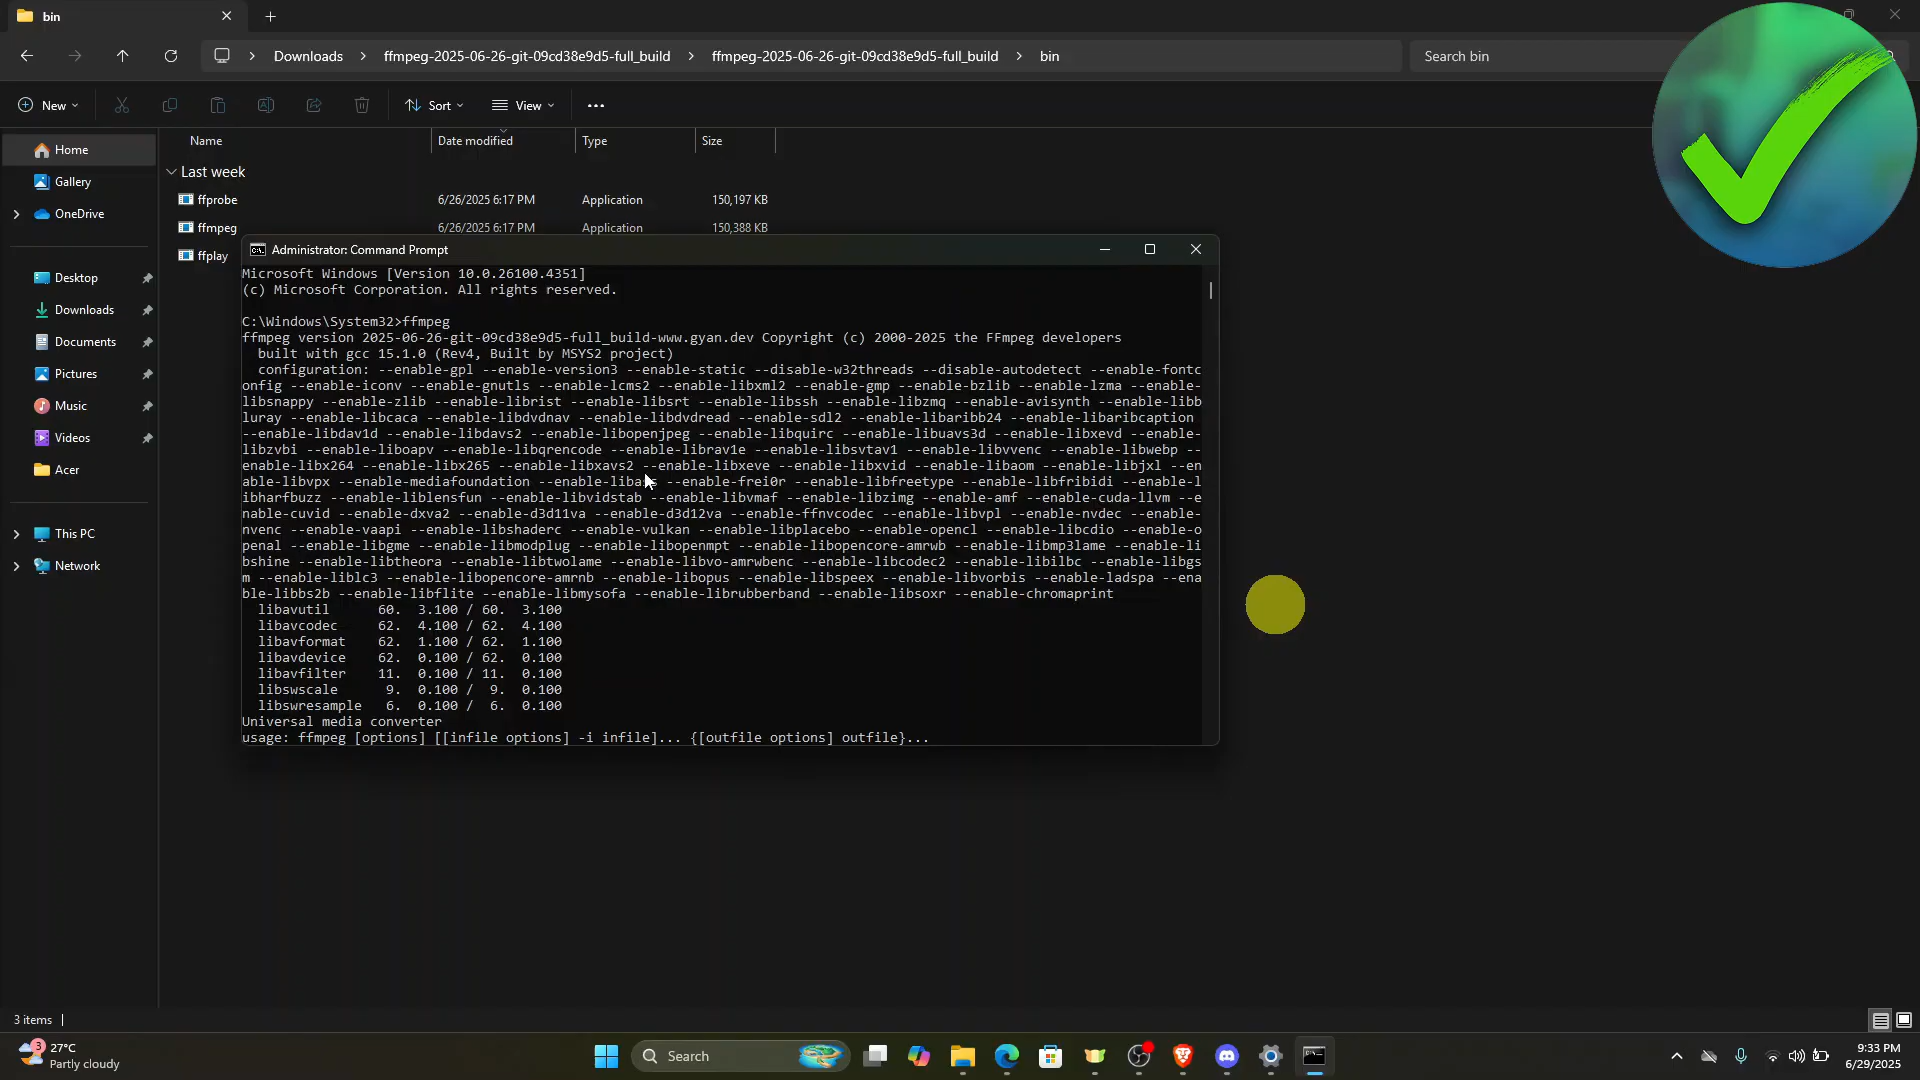 bin
Downloads > ffmpeg-2025-06-26-git-09cd38e9d5-full_build > ffmpeg-2025-06-26-git-09cd38e9d5-full_build > bin
Search bin
New
Sort
View
Name Date modified Type Size
Home
Gallery
OneDrive
Desktop
Downloads
Documents
Pictures
Music
Videos
Acer
This PC
Network
Last week
ffprobe 6/26/2025 6:17 PM Application 150,197 KB
ffmpeg 6/26/2025 6:17 PM Application 150,388 KB
ffplay
Administrator: Command Prompt
Microsoft Windows [Version 10.0.26100.4351]
(c) Microsoft Corporation. All rights reserved.
C:\Windows\System32>ffmpeg
ffmpeg version 2025-06-26-git-09cd38e9d5-full_build-www.gyan.dev Copyright (c) 2000-2025 the FFmpeg developers
built with gcc 15.1.0 (Rev4, Built by MSYS2 project)
configuration: --enable-gpl --enable-version3 --enable-static --disable-w32threads --disable-autodetect --enable-fontc
onfig --enable-iconv --enable-gnutls --enable-lcms2 --enable-libxml2 --enable-gmp --enable-bzlib --enable-lzma --enable-
libsnappy --enable-zlib --enable-librist --enable-libsrt --enable-libssh --enable-libzmq --enable-avisynth --enable-libb
luray --enable-libcaca --enable-libdvdnav --enable-libdvdread --enable-sdl2 --enable-libaribb24 --enable-libaribcaption
--enable-libdav1d --enable-libdavs2 --enable-libopenjpeg --enable-libquirc --enable-libuavs3d --enable-libxevd --enable-
libzvbi --enable-liboapv --enable-libqrencode --enable-librav1e --enable-libsvtav1 --enable-libvvenc --enable-libwebp --
enable-libx264 --enable-libx265 --enable-libxavs2 --enable-libxeve --enable-libxvid --enable-libaom --enable-libjxl --en
able-libvpx --enable-mediafoundation --enable-libass --enable-frei0r --enable-libfreetype --enable-libfribidi --enable-l
ibharfbuzz --enable-liblensfun --enable-libvidstab --enable-libvmaf --enable-libzimg --enable-amf --enable-cuda-llvm --e
nable-cuvid --enable-dxva2 --enable-d3d11va --enable-d3d12va --enable-ffnvcodec --enable-libvpl --enable-nvdec --enable-
nvenc --enable-vaapi --enable-libshaderc --enable-vulkan --enable-libplacebo --enable-opencl --enable-libcdio --enable-o
penal --enable-libgme --enable-libmodplug --enable-libopenmpt --enable-libopencore-amrwb --enable-libmp3lame --enable-li
bshine --enable-libtheora --enable-libtwolame --enable-libvo-amrwbenc --enable-libcodec2 --enable-libilbc --enable-libgs
m --enable-liblc3 --enable-libopencore-amrnb --enable-libopus --enable-libspeex --enable-libvorbis --enable-ladspa --ena
ble-libbs2b --enable-libflite --enable-libmysofa --enable-librubberband --enable-libsoxr --enable-chromaprint
libavutil 60. 3.100 / 60. 3.100
libavcodec 62. 4.100 / 62. 4.100
libavformat 62. 1.100 / 62. 1.100
libavdevice 62. 0.100 / 62. 0.100
libavfilter 11. 0.100 / 11. 0.100
libswscale 9. 0.100 / 9. 0.100
libswresample 6. 0.100 / 6. 0.100
Universal media converter
usage: ffmpeg [options] [[infile options] -i infile]... {[outfile options] outfile}...
3 items
3
27°C
Partly cloudy
Search
9:33 PM
6/29/2025